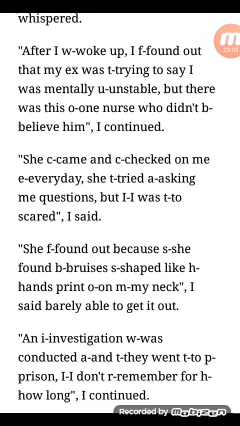 whispered.
"After I w-woke up, I f-found out
that my ex was t-trying to say I
was mentally u-unstable, but there
was this o-one nurse who didn't b-
believe him", I continued.
"She c-came and c-checked on me
e-everyday, she t-tried a-asking
me questions, but I-I was t-to
scared", I said.
"She f-found out because s-she
found b-bruises s-shaped like h-
hands print o-on m-my neck", I
said barely able to get it out.
"An i-investigation w-was
conducted a-and t-they went t-to p-
prison, I-I don't r-remember for h-
how long", I continued.
Recorded by mobizen